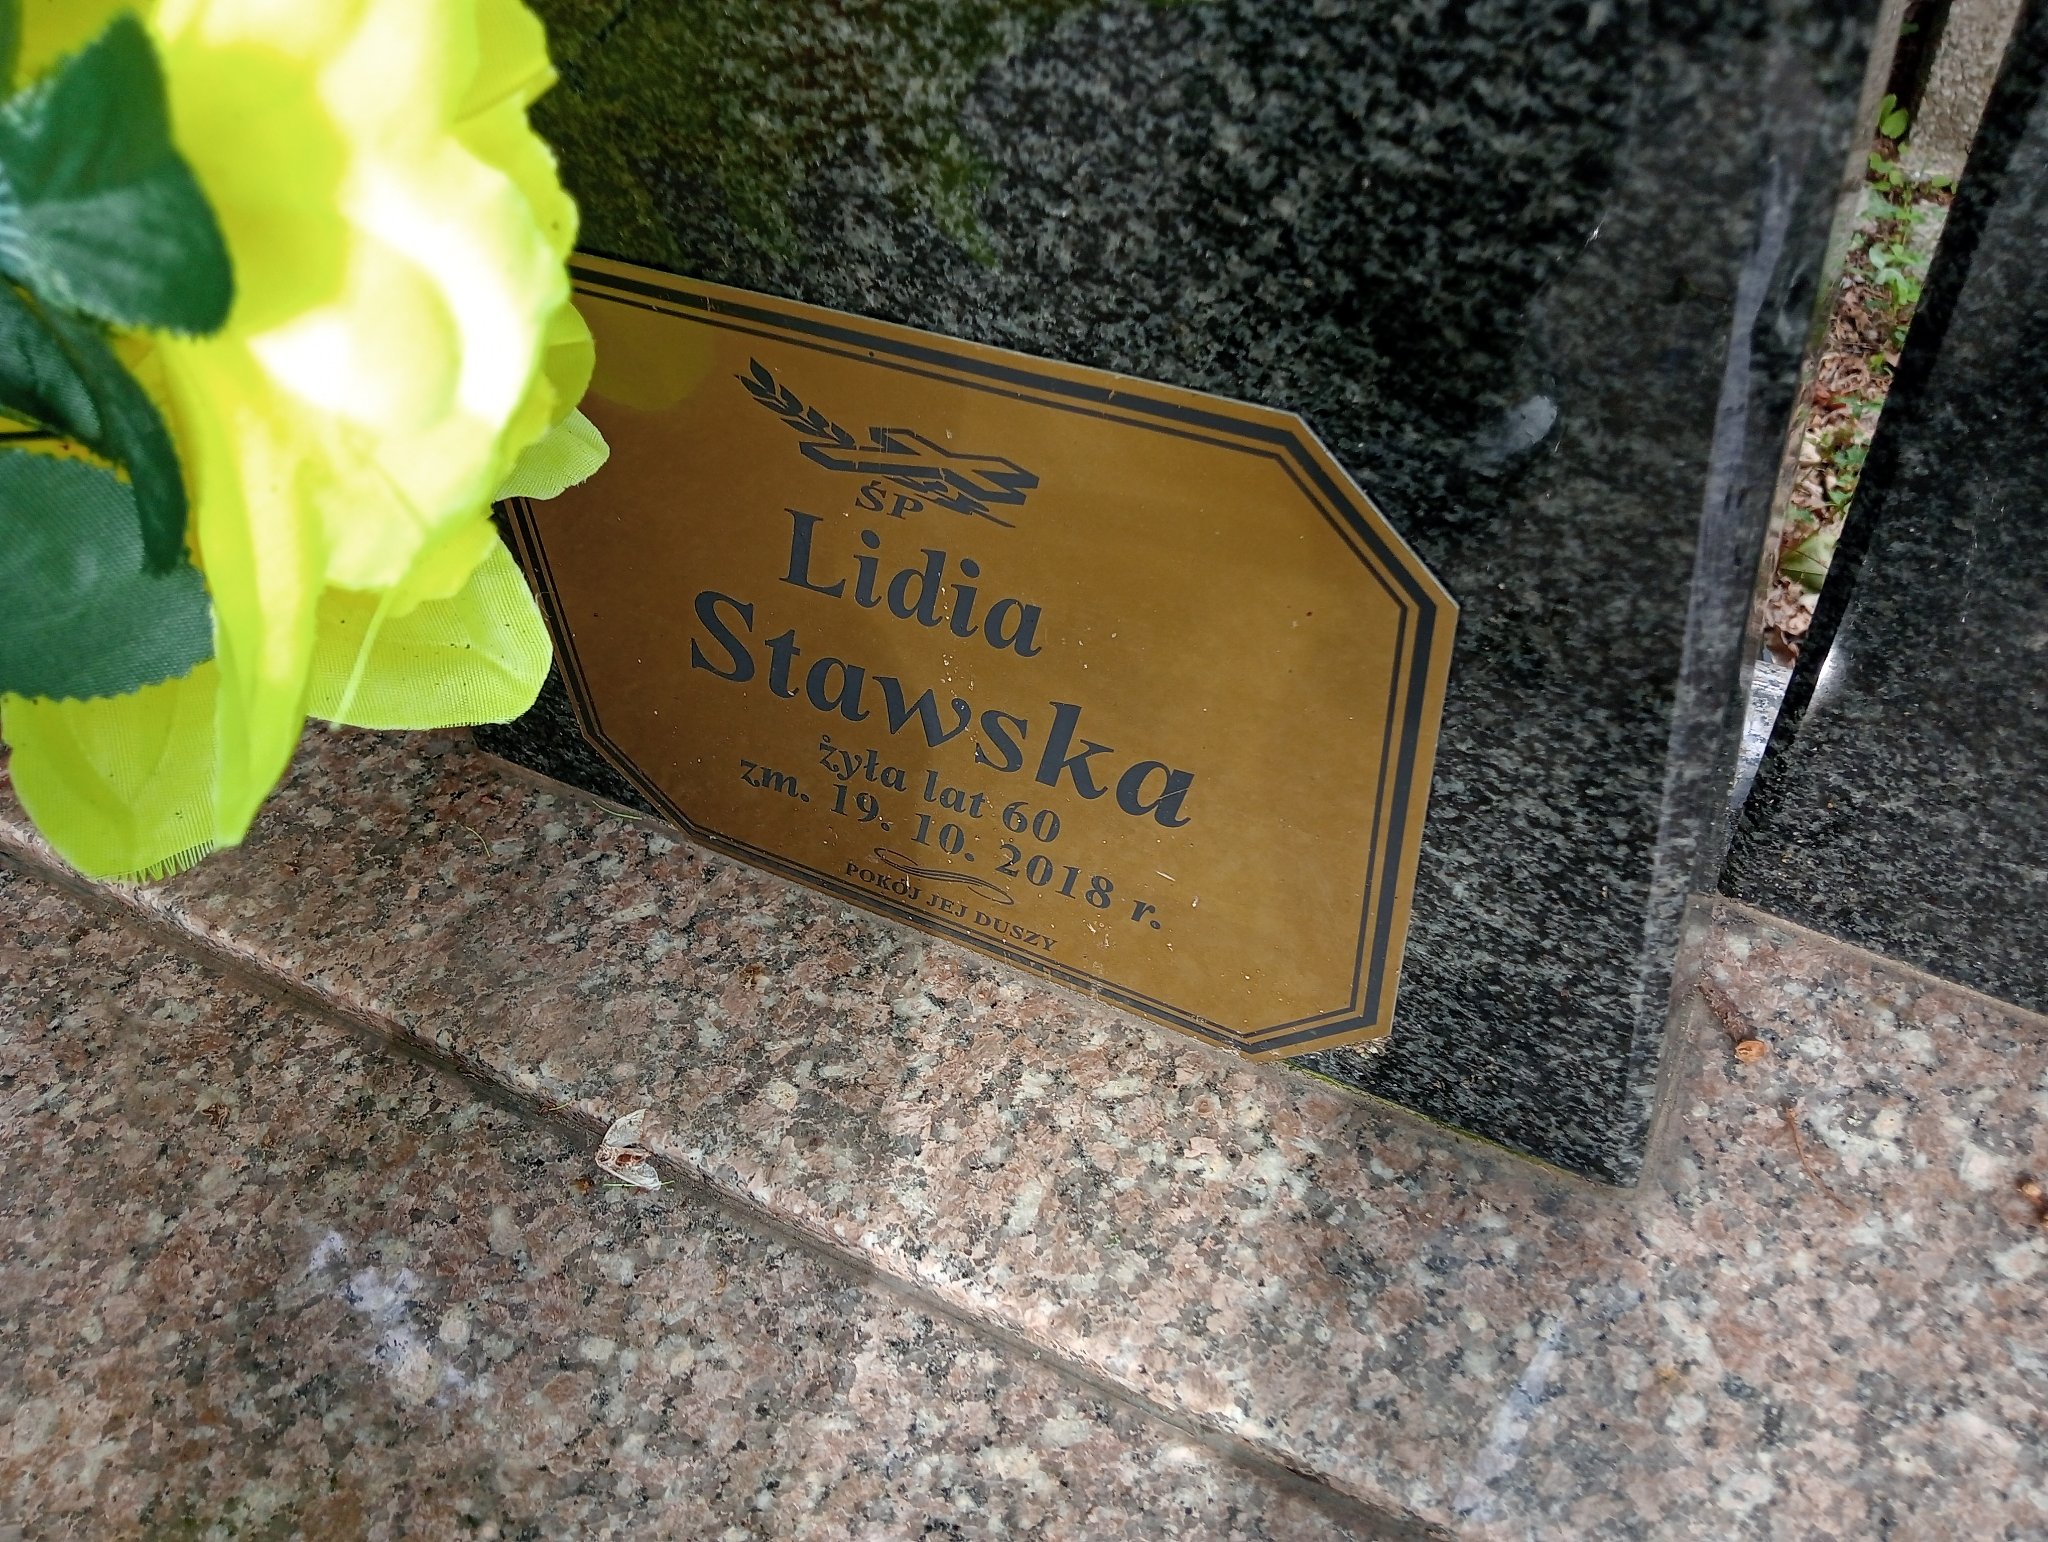 ŚP
Lidia
Stawska
żyła lat 60
zm. 19. 10. 2018 r.
POKÓJ JEJ DUSZY